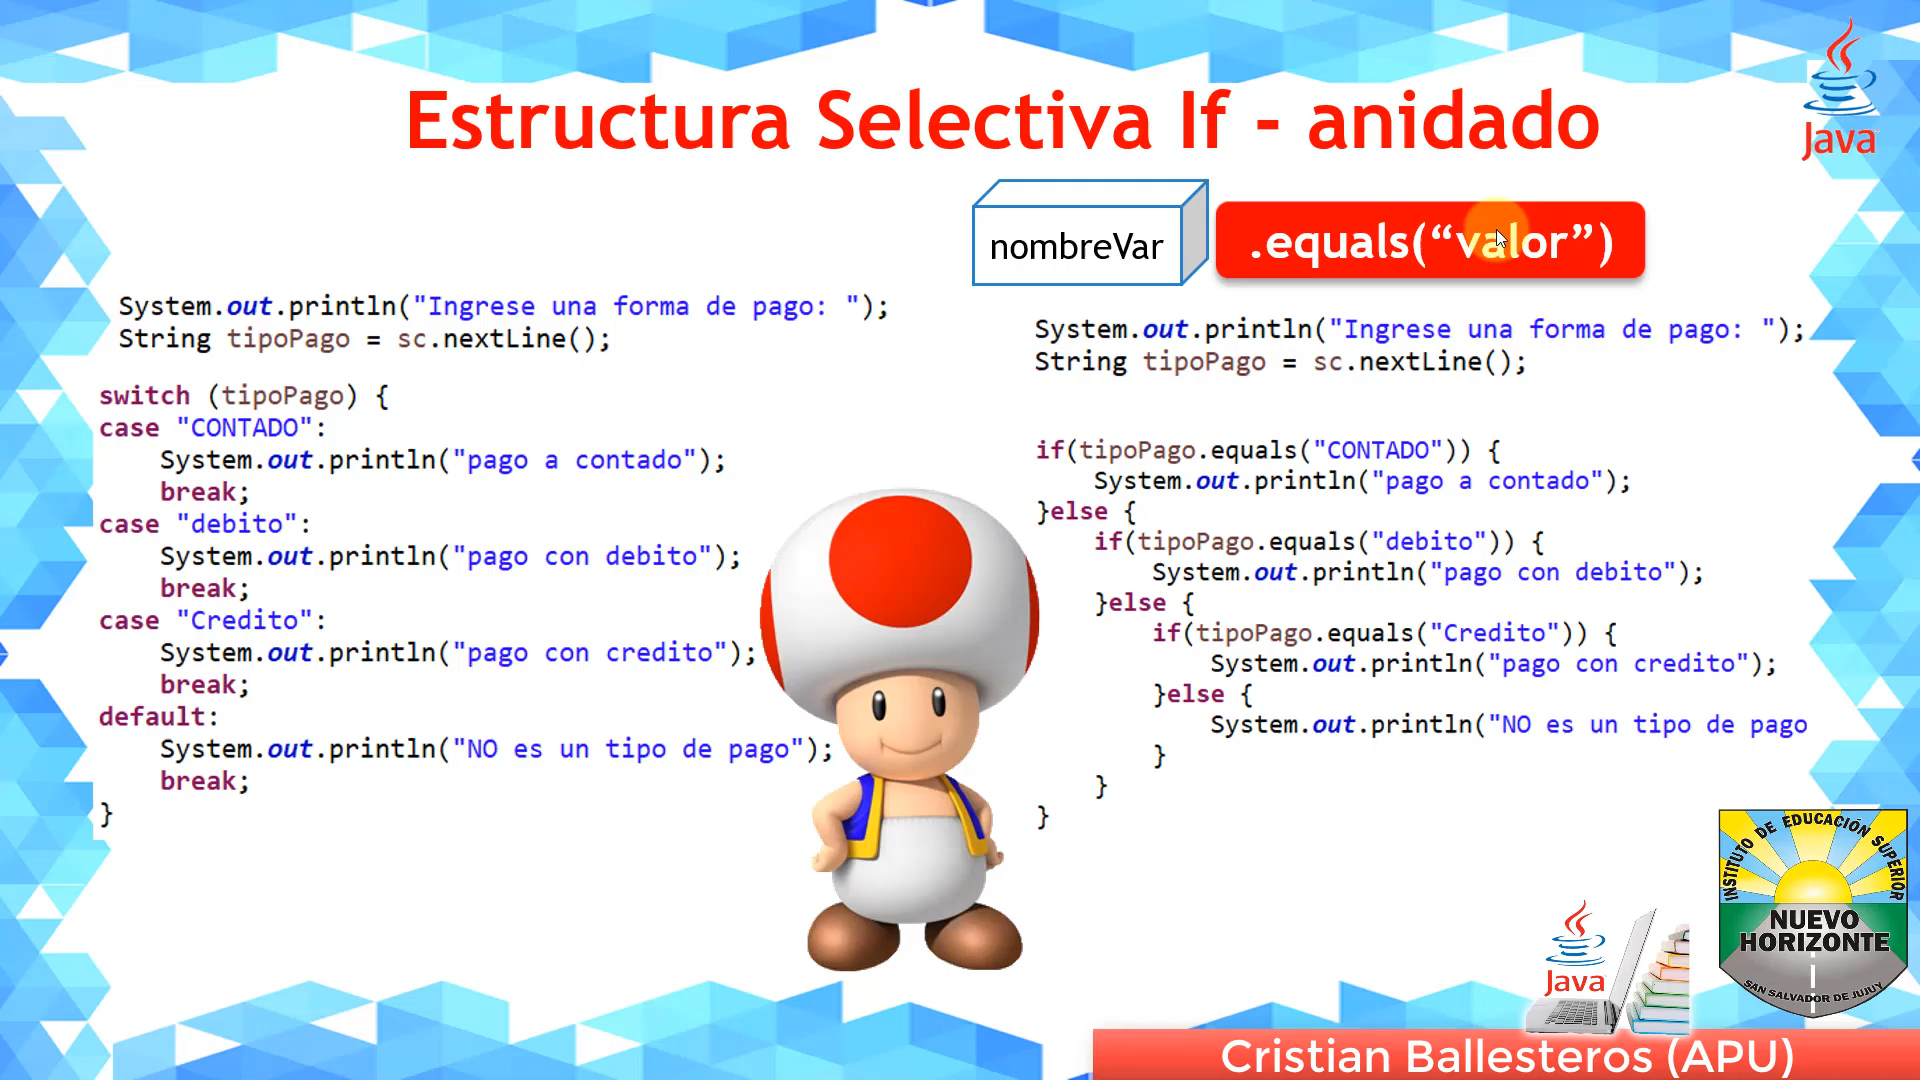 Estructura Selectiva If - anidado
Java
nombreVar
.equals(“valor”)
System.out.println("Ingrese una forma de pago: ");
String tipoPago = sc.nextLine();
switch (tipoPago) {
case "CONTADO":
System.out.println("pago a contado");
break;
case "debito":
System.out.println("pago con debito");
break;
case "Credito":
System.out.println("pago con credito");
break;
default:
System.out.println("NO es un tipo de pago");
break;
}
System.out.println("Ingrese una forma de pago: ");
String tipoPago = sc.nextLine();
if(tipoPago.equals("CONTADO")) {
System.out.println("pago a contado");
}else {
if(tipoPago.equals("debito")) {
System.out.println("pago con debito");
}else {
if(tipoPago.equals("Credito")) {
System.out.println("pago con credito");
}else {
System.out.println("NO es un tipo de pago
}
}
}
INSTITUTO DE EDUCACIÓN SUPERIOR
NUEVO
HORIZONTE
SAN SALVADOR DE JUJUY
Java
Cristian Ballesteros (APU)